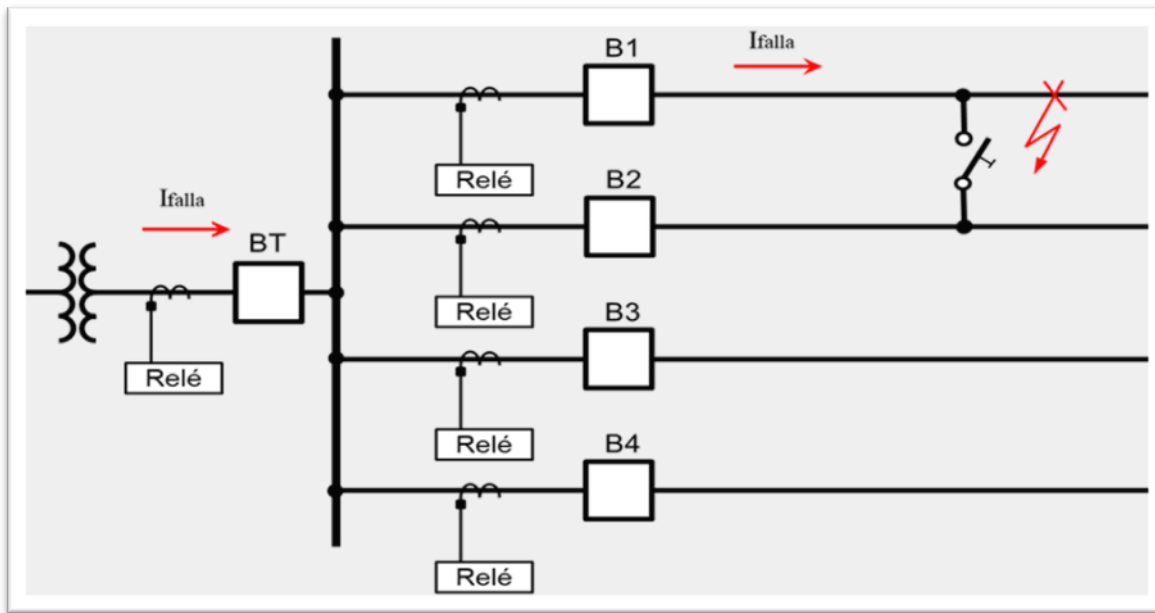 B1
Ifalla
Relé
B2
Ifalla
BT
Relé
B3
Relé
Relé
B4
Relé